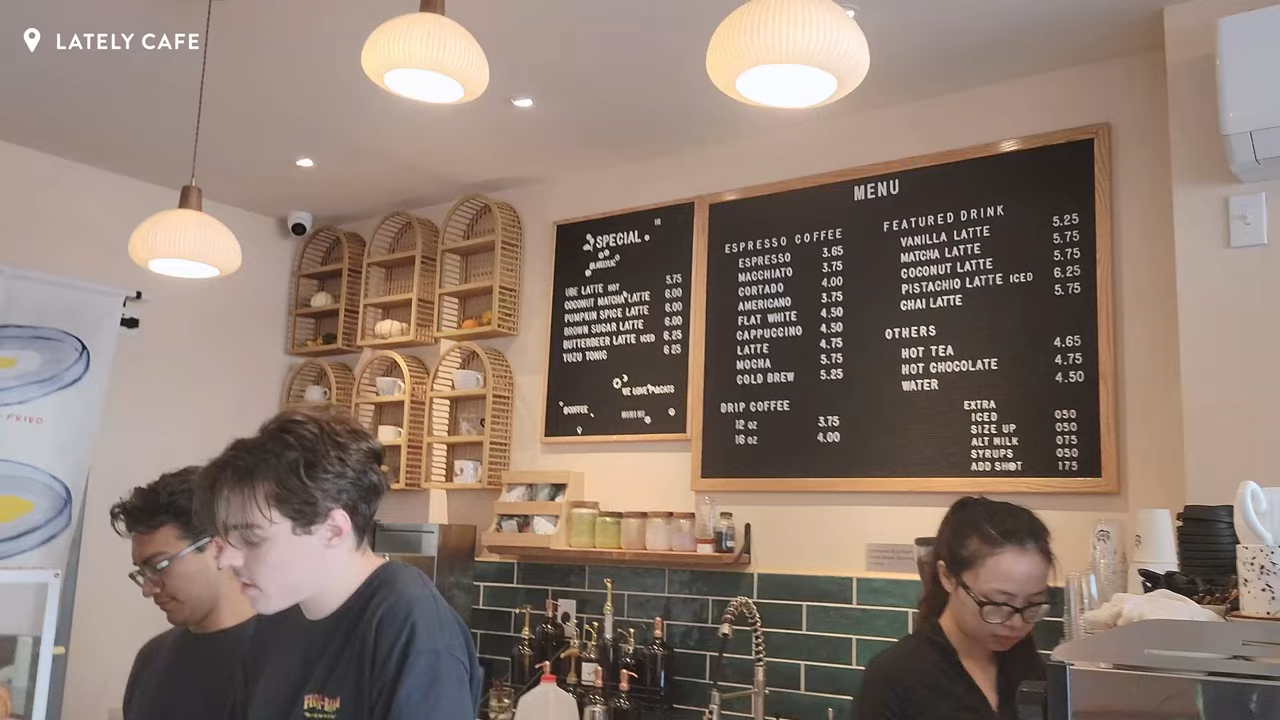 LATELY CAFE
FRIED
HI
SPECIAL
UBE LATTE HOT 5.75
COCONUT MATCHA LATTE 6.00
PUMPKIN SPICE LATTE 6.00
BROWN SUGAR LATTE 6.00
BUTTERBEER LATTE ICED 6.25
YUZU TONIC 6 25
WE LOVE
COFFEE
MENU
ESPRESSO COFFEE
ESPRESSO 3.65
MACCHIATO 3.75
CORTADO 4.00
AMERICANO 3.75
FLAT WHITE 4.50
CAPPUCCINO 4.50
LATTE 4.75
MOCHA 5.75
COLD BREW 5.25
DRIP COFFEE
12 oz 3.75
16 oz 4.00
FEATURED DRINK
VANILLA LATTE 5.25
MATCHA LATTE 5.75
COCONUT LATTE 5.75
PISTACHIO LATTE ICED 6.25
CHAI LATTE 5.75
OTHERS
HOT TEA 4.65
HOT CHOCOLATE 4.75
WATER 4.50
EXTRA
ICED 050
SIZE UP 050
ALT MILK 075
SYRUPS 050
ADD SHOT 175